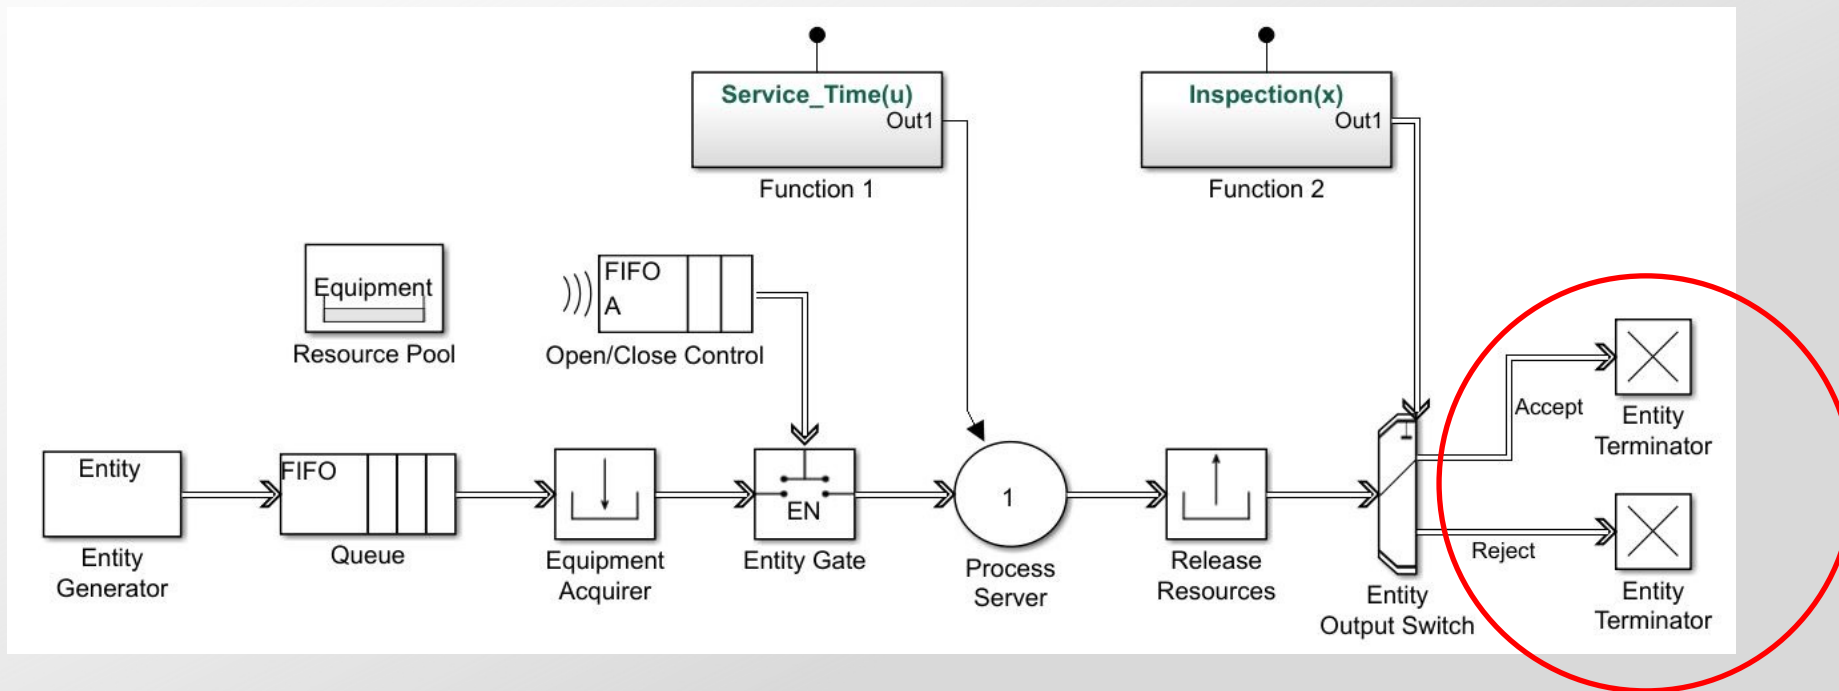 Service_Time(u)
Out1
Function 1
Inspection(x)
Out1
Function 2
Equipment
Resource Pool
FIFO
A
Open/Close Control
Entity
Entity
Generator
FIFO
Queue
Equipment
Acquirer
EN
Entity Gate
1
Process
Server
Release
Resources
Entity
Output Switch
Accept
Entity
Terminator
Reject
Entity
Terminator